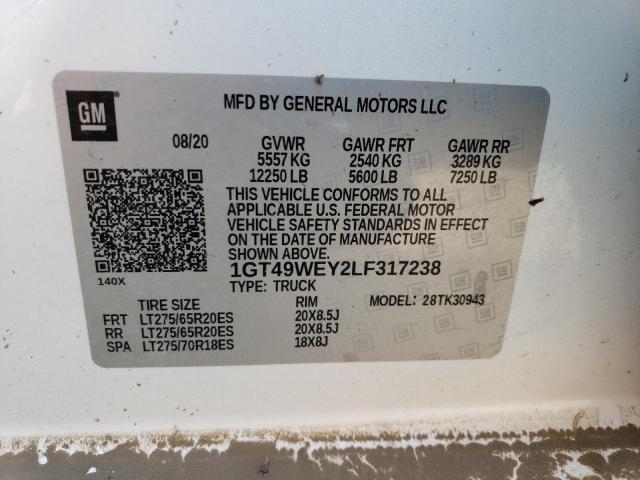 GM
MFD BY GENERAL MOTORS LLC
08/20 GVWR GAWR FRT GAWR RR
5557 KG 2540 KG 3289 KG
12250 LB 5600 LB 7250 LB
THIS VEHICLE CONFORMS TO ALL
APPLICABLE U.S. FEDERAL MOTOR
VEHICLE SAFETY STANDARDS IN EFFECT
ON THE DATE OF MANUFACTURE
SHOWN ABOVE.
1GT49WEY2LF317238
140X
TYPE: TRUCK
TIRE SIZE RIM MODEL: 28TK30943
FRT LT275/65R20ES 20X8.5J
RR LT275/65R20ES 20X8.5J
SPA LT275/70R18ES 18X8J